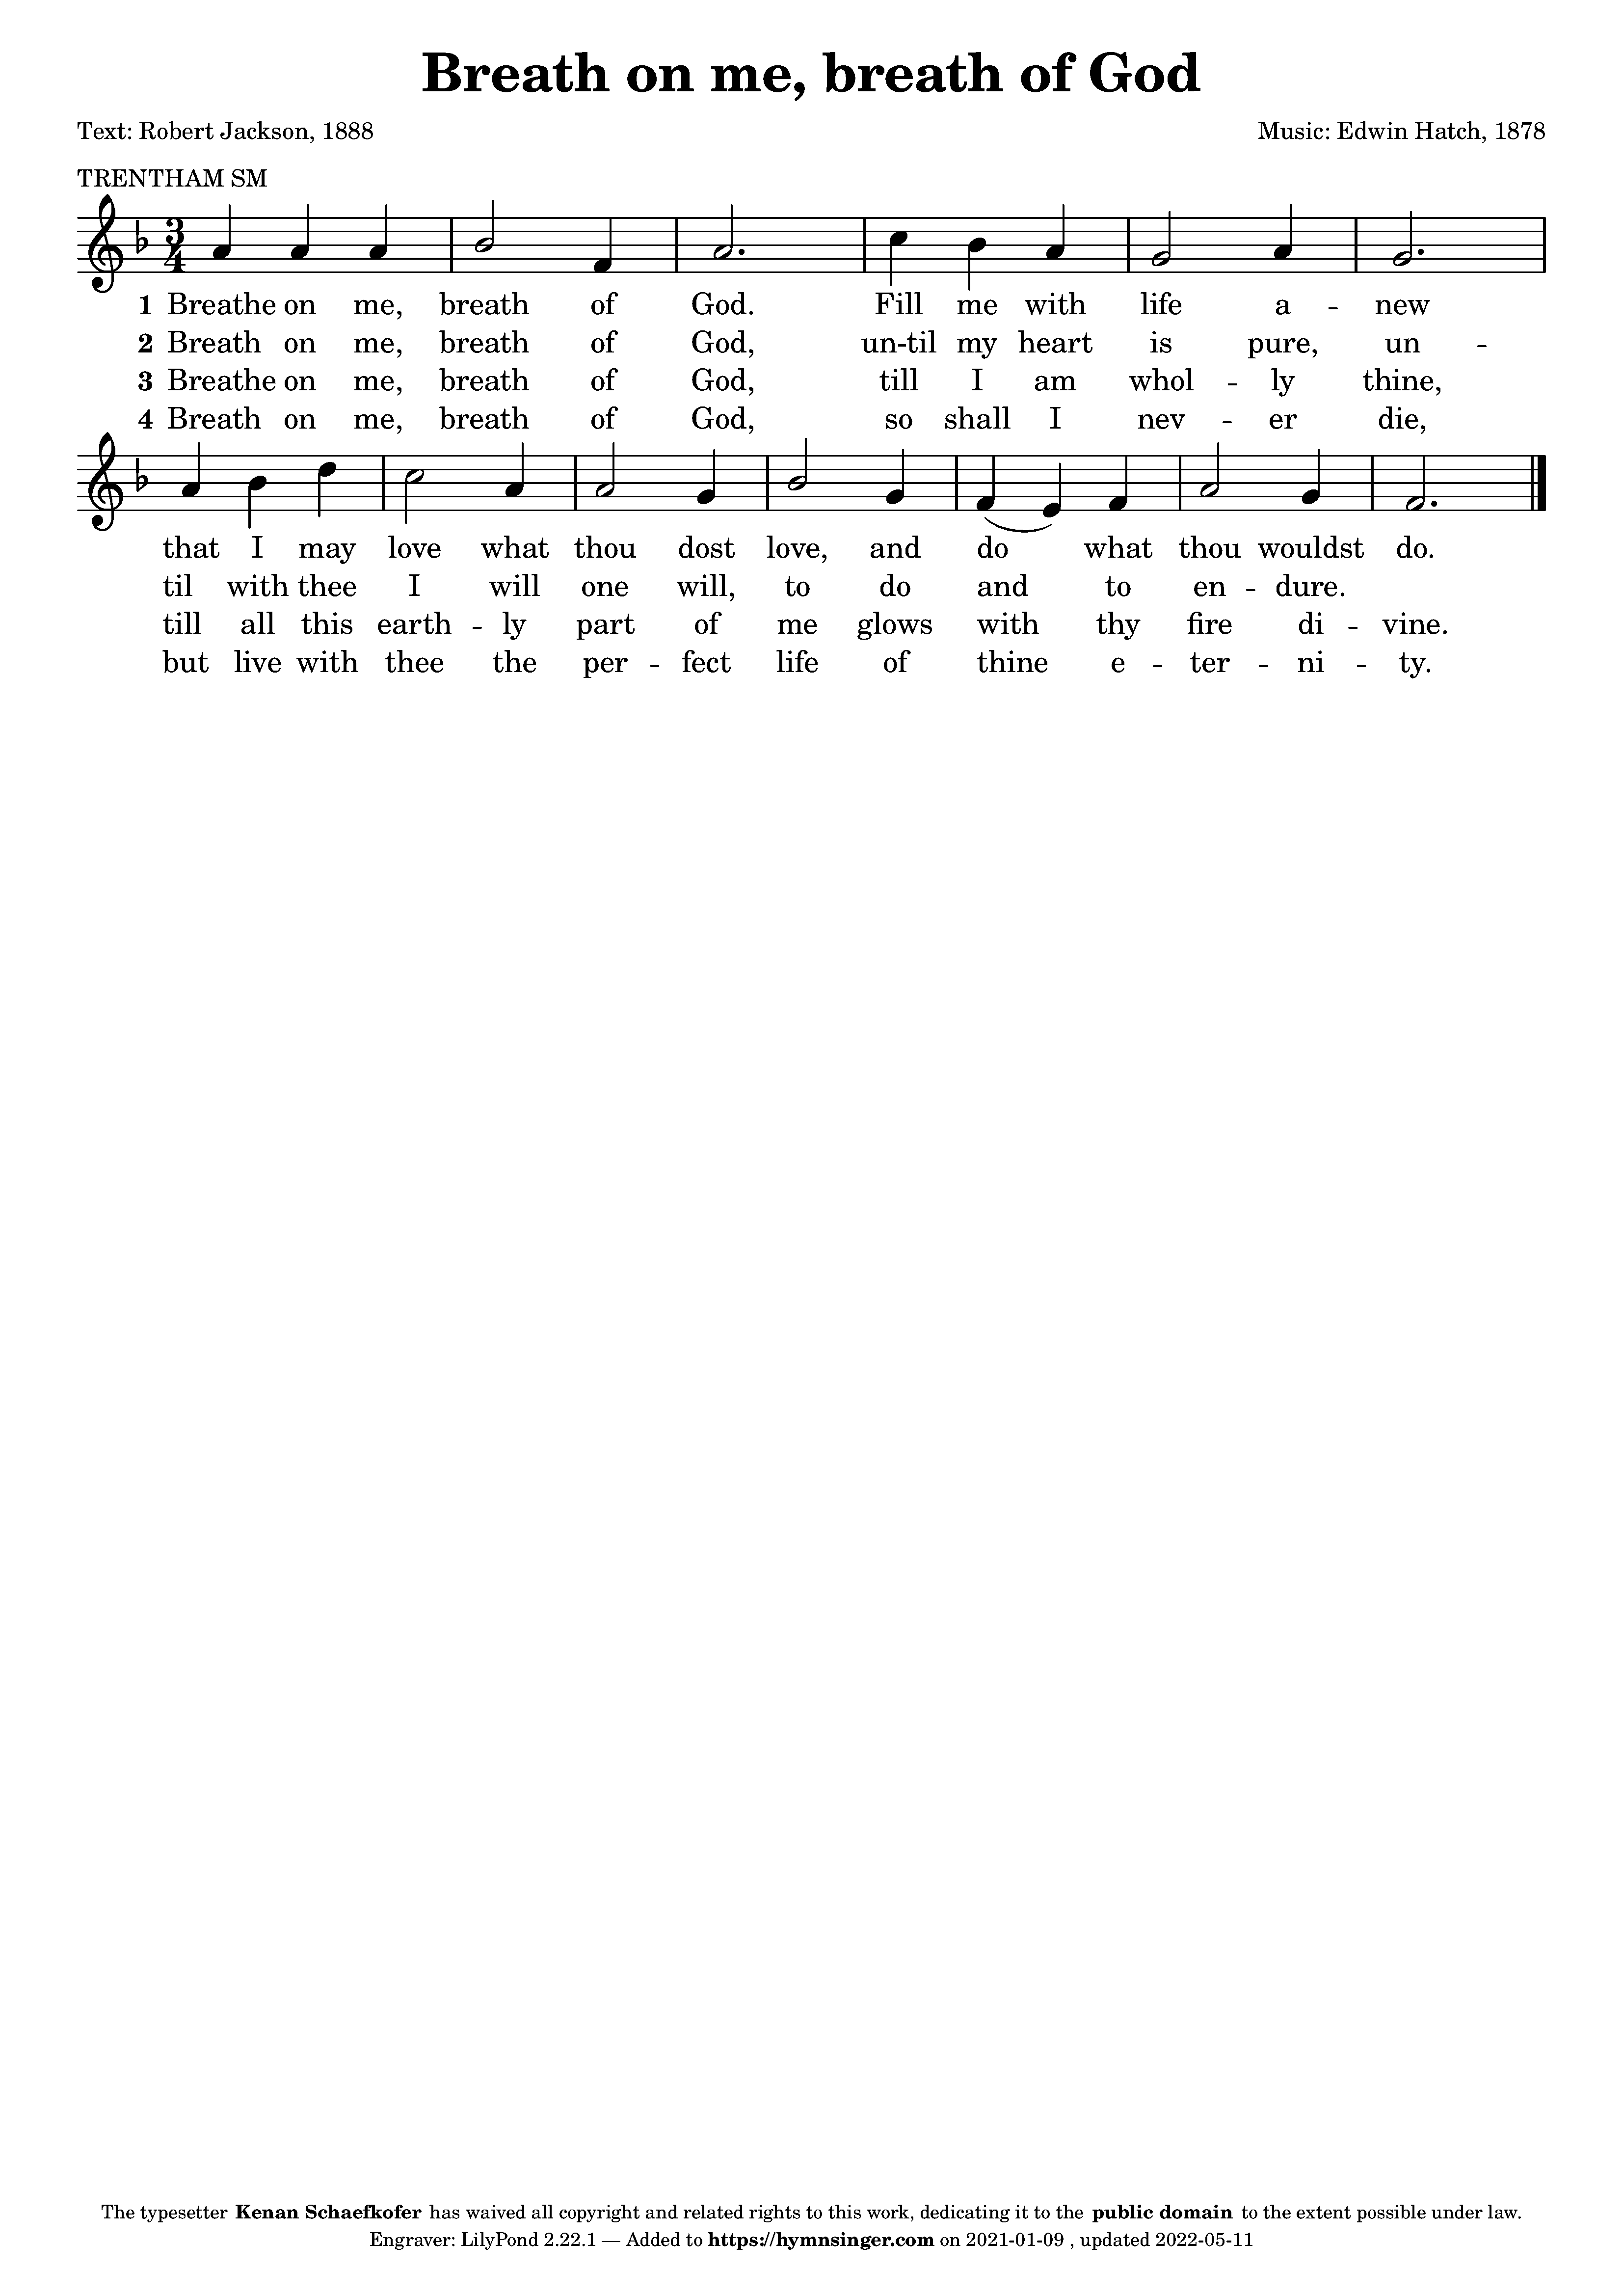 Breath on me, breath of God
Text: Robert Jackson, 1888 Music: Edwin Hatch, 1878
TRENTHAM SM
3
4
1 Breathe on me, breath of God. Fill me with life a -- new
2 Breath on me, breath of God, un-til my heart is pure, un --
3 Breathe on me, breath of God, till I am whol -- ly thine,
4 Breath on me, breath of God, so shall I nev -- er die,
that I may love what thou dost love, and do what thou wouldst do.
til with thee I will one will, to do and to en -- dure.
till all this earth -- ly part of me glows with thy fire di -- vine.
but live with thee the per -- fect life of thine e -- ter -- ni -- ty.
The typesetter Kenan Schaefkofer has waived all copyright and related rights to this work, dedicating it to the public domain to the extent possible under law.
Engraver: LilyPond 2.22.1 — Added to https://hymnsinger.com on 2021-01-09 , updated 2022-05-11